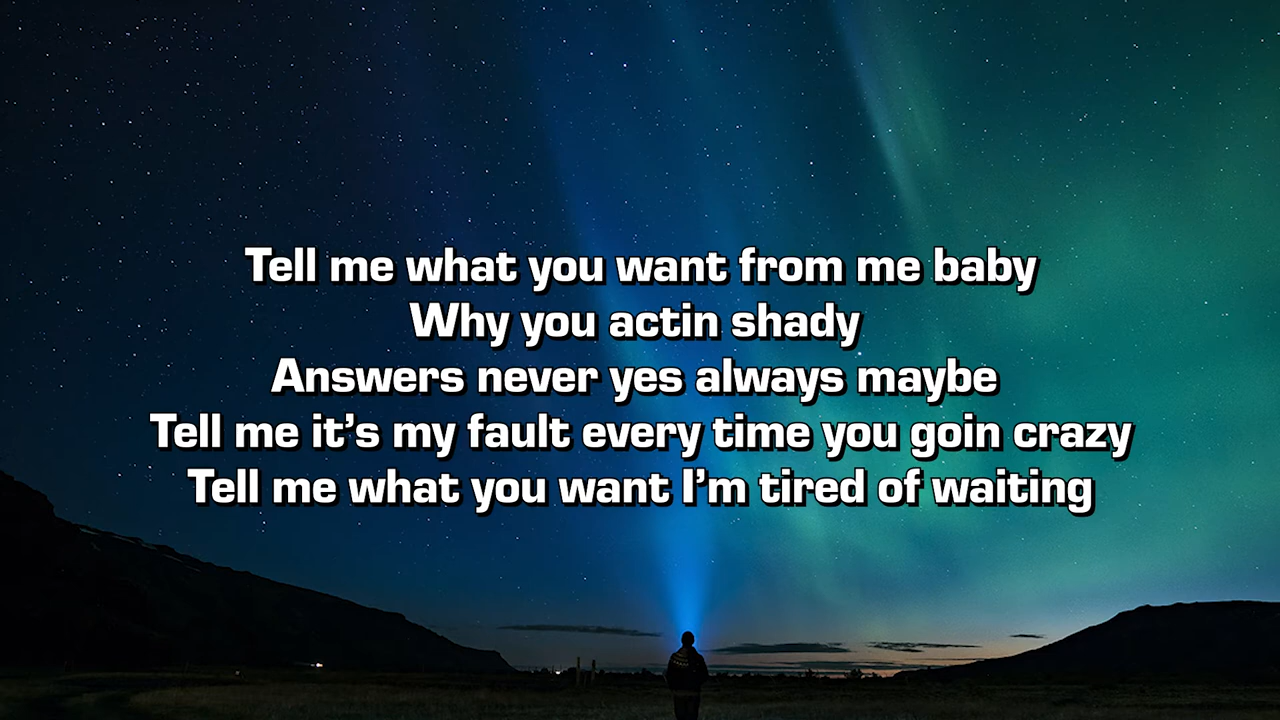 Tell me what you want from me baby
Why you actin shady
Answers never yes always maybe
Tell me it’s my fault every time you goin crazy
Tell me what you want I’m tired of waiting